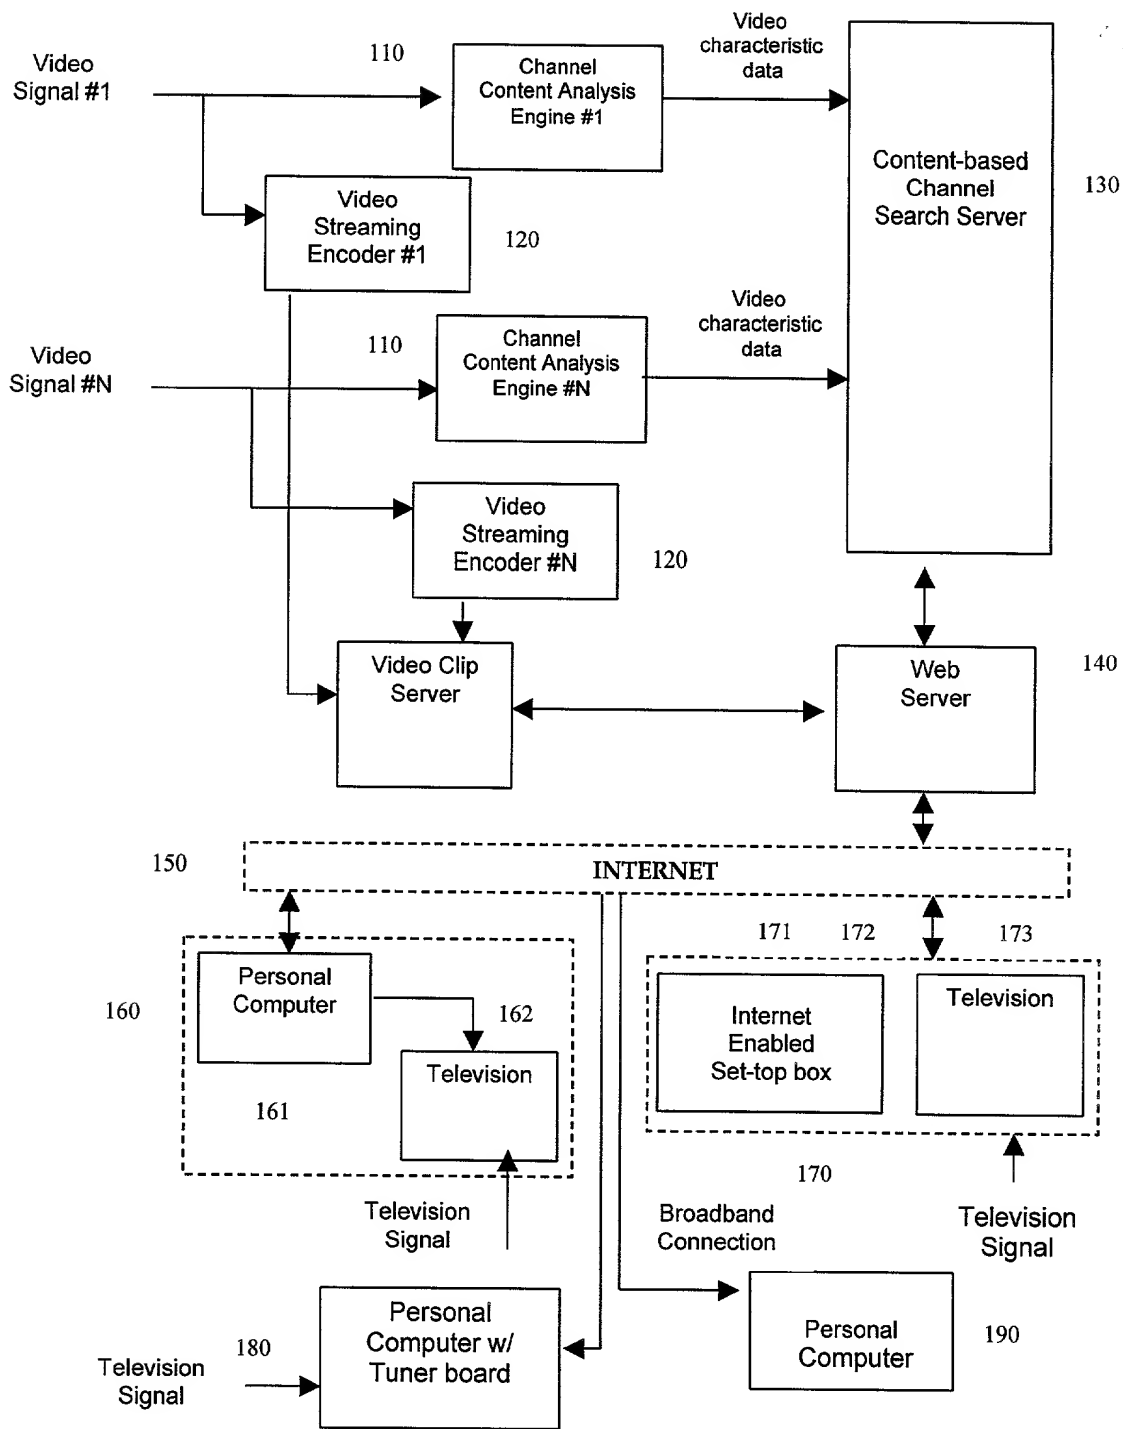 Video
Signal #1
110
Channel
Content Analysis
Engine #1
Video
characteristic
data
Content-based
Channel
Search Server
130
Video
Streaming
Encoder #1
120
Video
Signal #N
110
Channel
Content Analysis
Engine #N
Video
characteristic
data
Video
Streaming
Encoder #N
120
Video Clip
Server
Web
Server
140
150
INTERNET
160
Personal
Computer
161
162
Television
171
172
173
Internet
Enabled
Set-top box
Television
170
Television
Signal
Broadband
Connection
Television
Signal
180
Television
Signal
Personal
Computer w/
Tuner board
Personal
Computer
190